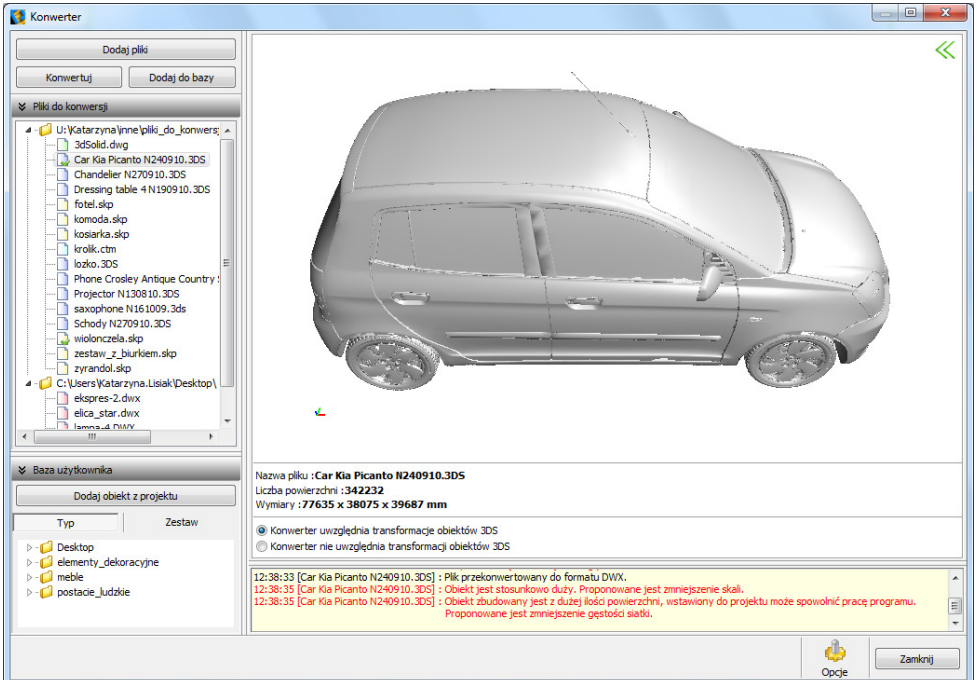 Konwerter
Dodaj pliki
Konwertuj
Dodaj do bazy
Pliki do konwersji
U:\Katarzyna\inne\pliki_do_konwersj
3dSolid.dwg
Car Kia Picanto N240910.3DS
Chandelier N270910.3DS
Dressing table 4 N190910.3DS
fotel.skp
komoda.skp
kosiarka.skp
krolik.ctm
lozko.3DS
Phone Crosley Antique Country
Projector N130810.3DS
saxophone N161009.3ds
Schody N270910.3DS
wiolonczela.skp
zestaw_z_biurkiem.skp
zyrandol.skp
C:\Users\Katarzyna.Lisiak\Desktop\
ekspres-2.dwx
elica_star.dwx
lampa-4.DWX
Baza użytkownika
Dodaj obiekt z projektu
Typ
Zestaw
Desktop
elementy_dekoracyjne
meble
postacie_ludzkie
Nazwa pliku :Car Kia Picanto N240910.3DS
Liczba powierzchni :342232
Wymiary :77635 x 38075 x 39687 mm
Konwerter uwzględnia transformacje obiektów 3DS
Konwerter nie uwzględnia transformacji obiektów 3DS
12:38:33 [Car Kia Picanto N240910.3DS] : Plik przekonwertowany do formatu DWX.
12:38:35 [Car Kia Picanto N240910.3DS] : Obiekt jest stosunkowo duży. Proponowane jest zmniejszenie skali.
12:38:35 [Car Kia Picanto N240910.3DS] : Obiekt zbudowany jest z dużej ilości powierzchni, wstawiony do projektu może spowolnić pracę programu.
Proponowane jest zmniejszenie gęstości siatki.
Opcje
Zamknij